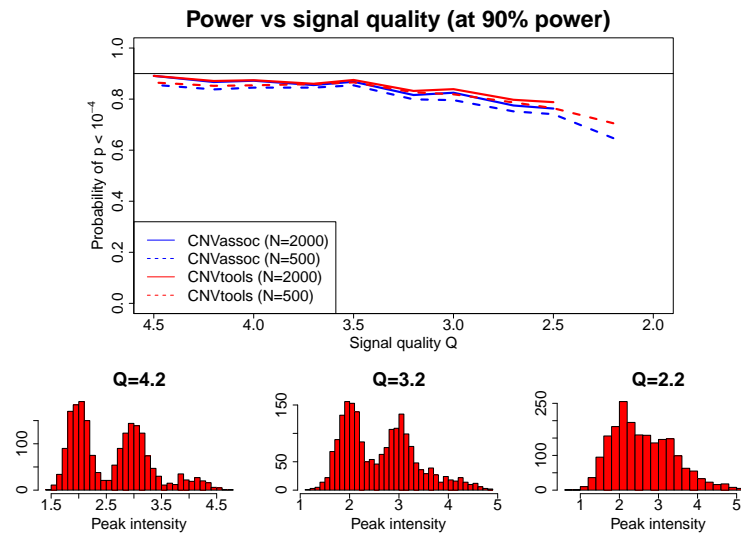 Power vs signal quality (at 90% power)
Probability of p < 10⁻⁴
1.0
0.8
0.6
0.4
0.2
0.0
CNVassoc (N=2000)
CNVassoc (N=500)
CNVtools (N=2000)
CNVtools (N=500)
4.5 4.0 3.5 3.0 2.5 2.0
Signal quality Q
Q=4.2
100
0
1.5 2.5 3.5 4.5
Peak intensity
Q=3.2
150
50
0
1 2 3 4 5
Peak intensity
Q=2.2
250
150
50
0
1 2 3 4 5
Peak intensity